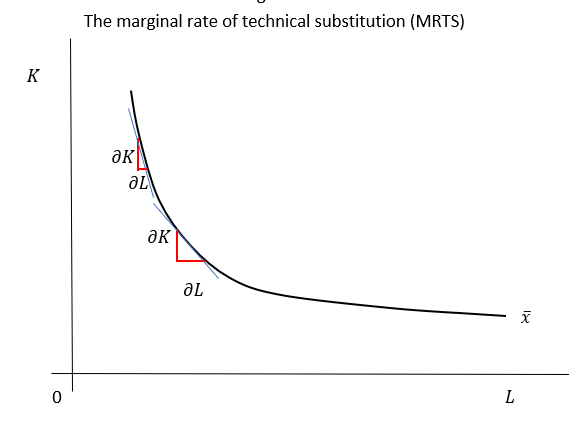 The marginal rate of technical substitution (MRTS)
K
∂K
∂L
∂K
∂L
x̄
0
L